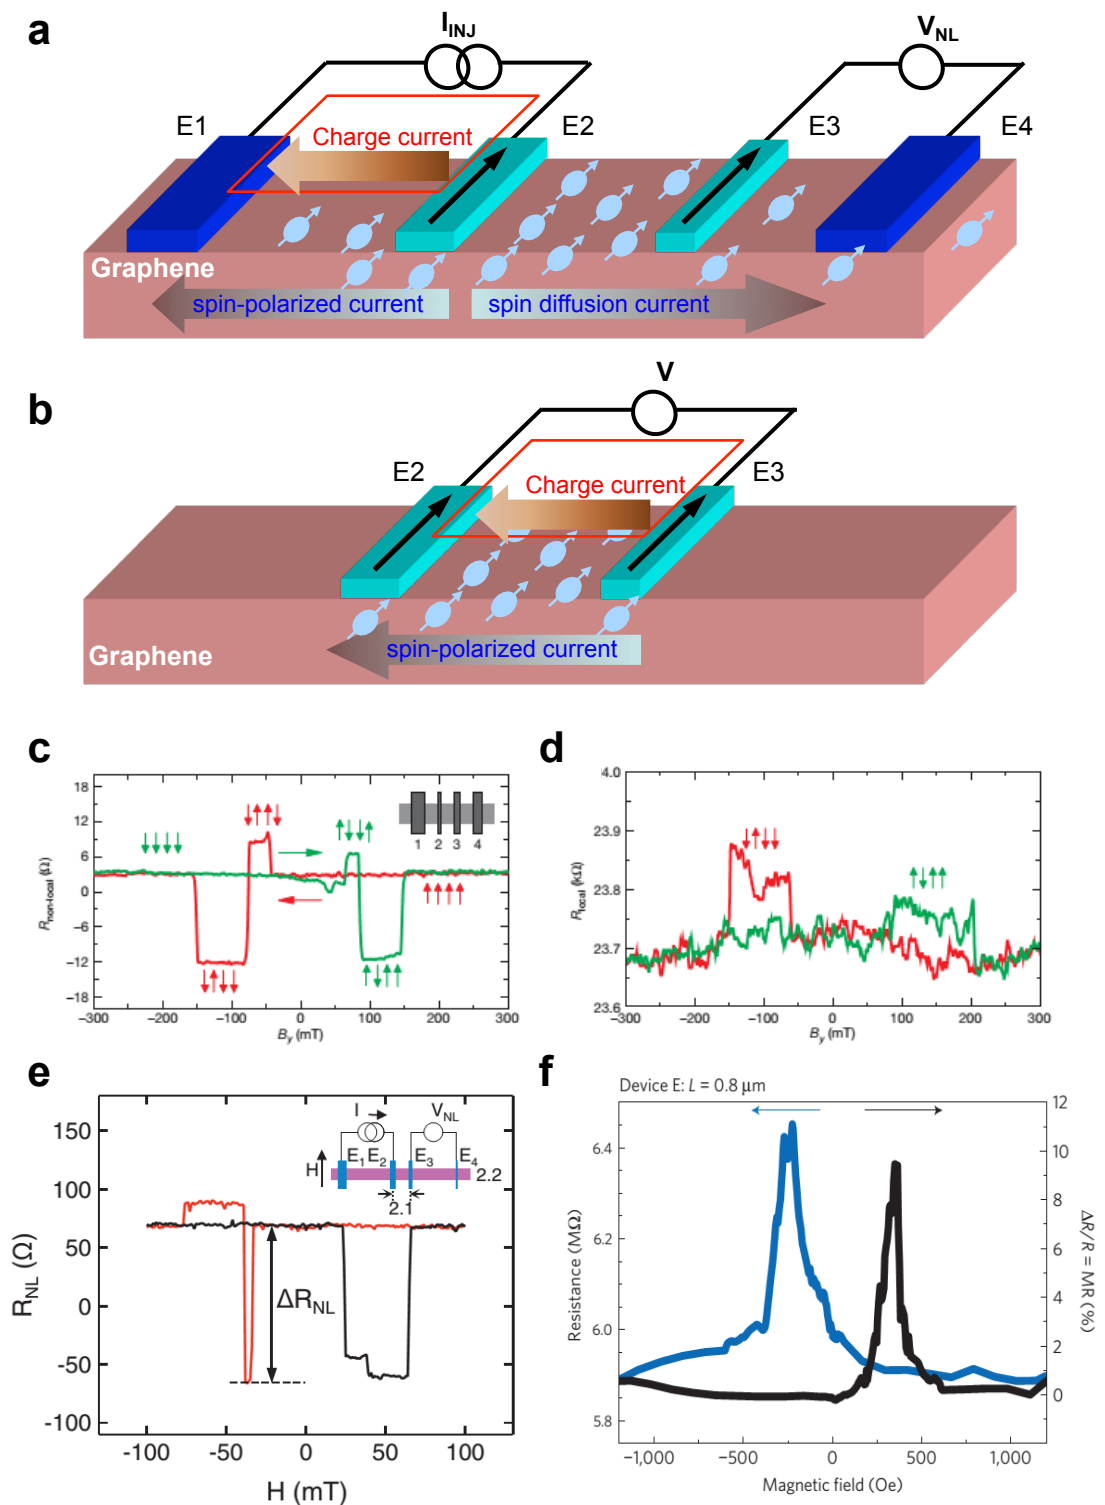 a
I_INJ
V_NL
E1
E2
E3
E4
Charge current
Graphene
spin-polarized current
spin diffusion current
b
V
E2
E3
Charge current
Graphene
spin-polarized current
c
R_non-local (Ω)
18
12
6
0
−6
−12
−18
−300
−200
−100
0
100
200
300
B_y (mT)
↓↓↓↓
↓↑↑↓
↑↓↓↑
↑↑↑↑
↓↑↓↓
↑↓↑↑
1
2
3
4
d
R_local (kΩ)
4.0
23.9
23.8
23.7
23.6
−300
−200
−100
0
100
200
300
B_y (mT)
↓↑↓↓
↑↓↑↑
e
R_NL (Ω)
150
100
50
0
-50
-100
-100
-50
0
50
100
H (mT)
ΔR_NL
I
V_NL
H
E_1
E_2
E_3
E_4
2.2
2.1
f
Device E: L = 0.8 µm
Resistance (MΩ)
6.4
6.2
6.0
5.8
12
10
8
6
4
2
0
ΔR/R = MR (%)
−1,000
−500
0
500
1,000
Magnetic field (Oe)